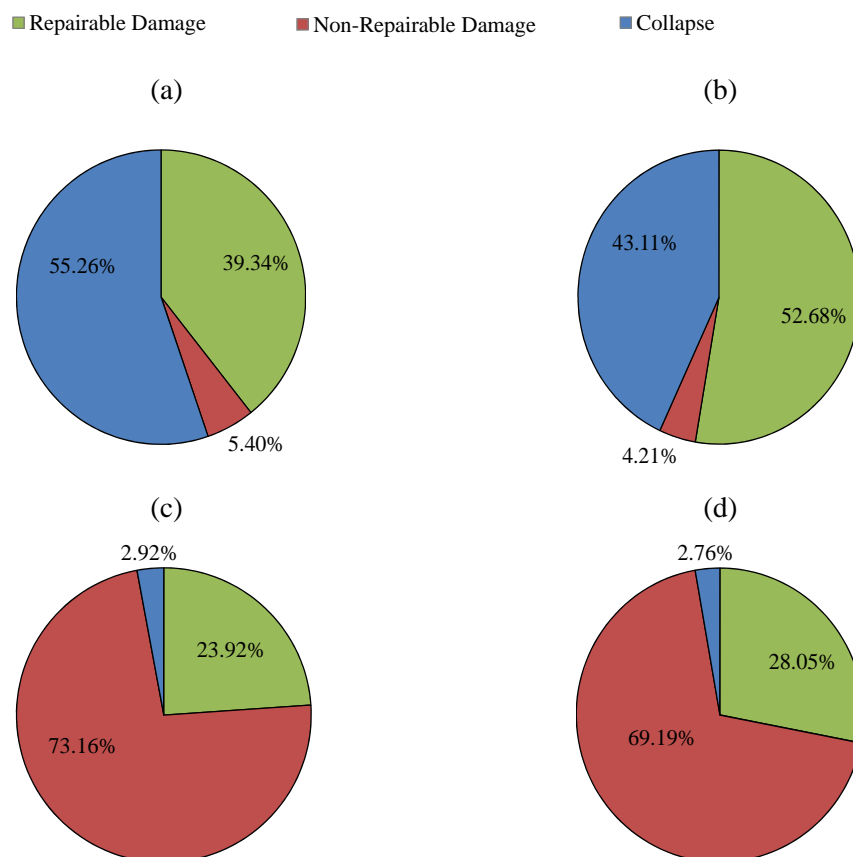 Repairable Damage Non-Repairable Damage Collapse
(a) (b)
55.26% 39.34% 43.11% 52.68%
5.40% 4.21%
(c) (d)
2.92% 2.76%
23.92% 28.05%
73.16% 69.19%